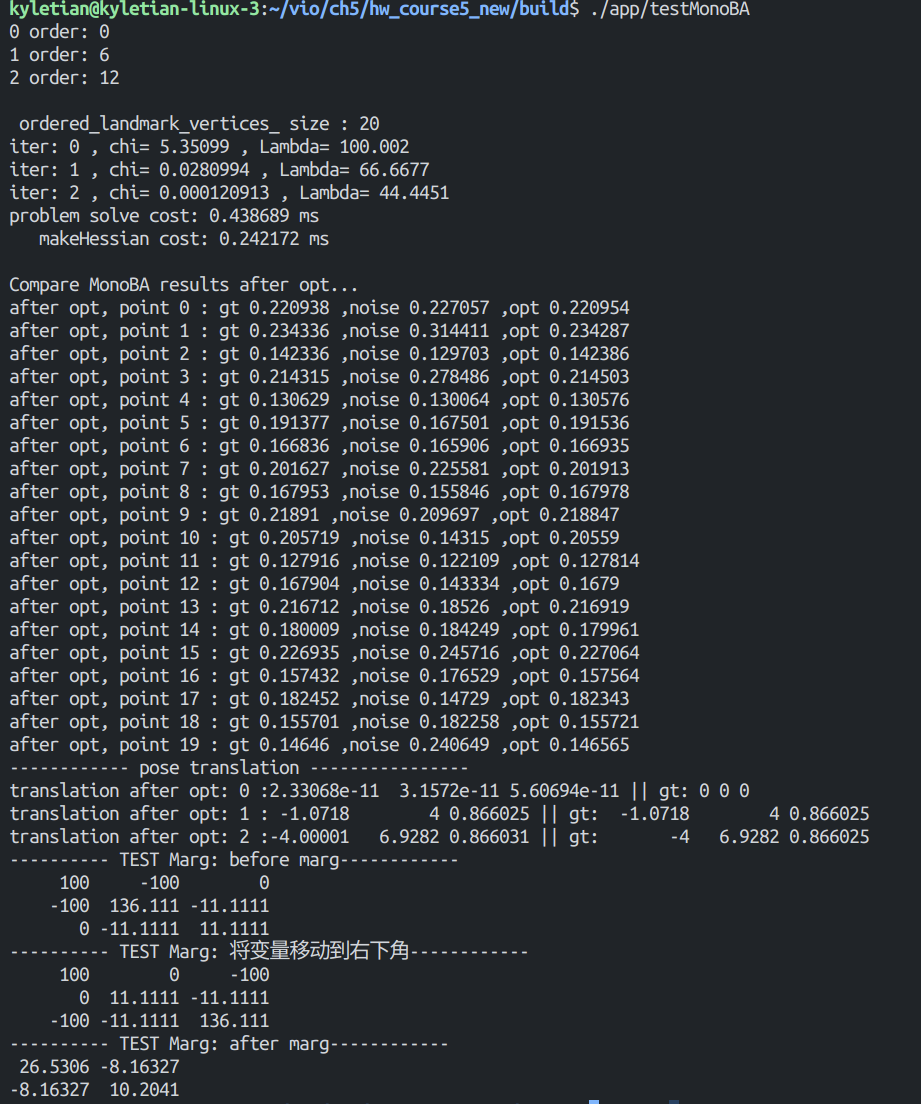 kyletian@kyletian-linux-3:~/vio/ch5/hw_course5_new/build$ ./app/testMonoBA
0 order: 0
1 order: 6
2 order: 12
 ordered_landmark_vertices_ size : 20
iter: 0 , chi= 5.35099 , Lambda= 100.002
iter: 1 , chi= 0.0280994 , Lambda= 66.6677
iter: 2 , chi= 0.000120913 , Lambda= 44.4451
problem solve cost: 0.438689 ms
   makeHessian cost: 0.242172 ms
Compare MonoBA results after opt...
after opt, point 0 : gt 0.220938 ,noise 0.227057 ,opt 0.220954
after opt, point 1 : gt 0.234336 ,noise 0.314411 ,opt 0.234287
after opt, point 2 : gt 0.142336 ,noise 0.129703 ,opt 0.142386
after opt, point 3 : gt 0.214315 ,noise 0.278486 ,opt 0.214503
after opt, point 4 : gt 0.130629 ,noise 0.130064 ,opt 0.130576
after opt, point 5 : gt 0.191377 ,noise 0.167501 ,opt 0.191536
after opt, point 6 : gt 0.166836 ,noise 0.165906 ,opt 0.166935
after opt, point 7 : gt 0.201627 ,noise 0.225581 ,opt 0.201913
after opt, point 8 : gt 0.167953 ,noise 0.155846 ,opt 0.167978
after opt, point 9 : gt 0.21891 ,noise 0.209697 ,opt 0.218847
after opt, point 10 : gt 0.205719 ,noise 0.14315 ,opt 0.20559
after opt, point 11 : gt 0.127916 ,noise 0.122109 ,opt 0.127814
after opt, point 12 : gt 0.167904 ,noise 0.143334 ,opt 0.1679
after opt, point 13 : gt 0.216712 ,noise 0.18526 ,opt 0.216919
after opt, point 14 : gt 0.180009 ,noise 0.184249 ,opt 0.179961
after opt, point 15 : gt 0.226935 ,noise 0.245716 ,opt 0.227064
after opt, point 16 : gt 0.157432 ,noise 0.176529 ,opt 0.157564
after opt, point 17 : gt 0.182452 ,noise 0.14729 ,opt 0.182343
after opt, point 18 : gt 0.155701 ,noise 0.182258 ,opt 0.155721
after opt, point 19 : gt 0.14646 ,noise 0.240649 ,opt 0.146565
------------ pose translation ----------------
translation after opt: 0 :2.33068e-11  3.1572e-11 5.60694e-11 || gt: 0 0 0
translation after opt: 1 : -1.0718        4 0.866025 || gt:  -1.0718        4 0.866025
translation after opt: 2 :-4.00001   6.9282 0.866031 || gt:       -4   6.9282 0.866025
---------- TEST Marg: before marg------------
     100     -100        0
    -100  136.111 -11.1111
       0 -11.1111  11.1111
---------- TEST Marg: 将变量移动到右下角------------
     100        0     -100
       0  11.1111 -11.1111
    -100 -11.1111  136.111
---------- TEST Marg: after marg------------
 26.5306 -8.16327
-8.16327  10.2041